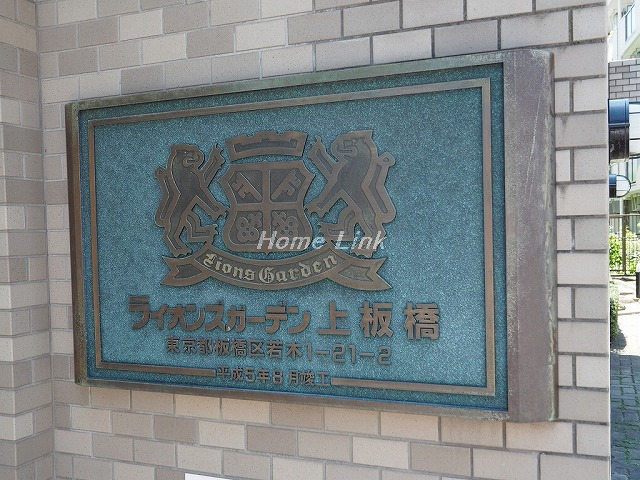 Home Link
Lions Garden
ライオンズガーデン上板橋
東京都板橋区若木1-21-2
平成5年8月竣工